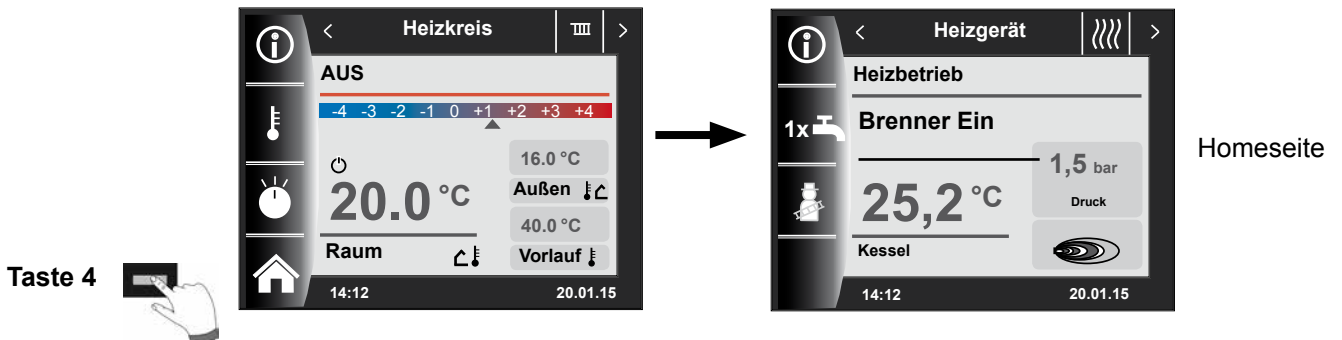 Heizkreis
AUS
-4 -3 -2 -1 0 +1 +2 +3 +4
16.0 °C
20.0 °C
Außen
40.0 °C
Raum
Vorlauf
14:12 20.01.15
Taste 4
Heizgerät
Heizbetrieb
1x
Brenner Ein
1,5 bar
25,2 °C
Druck
Kessel
14:12 20.01.15
Homeseite